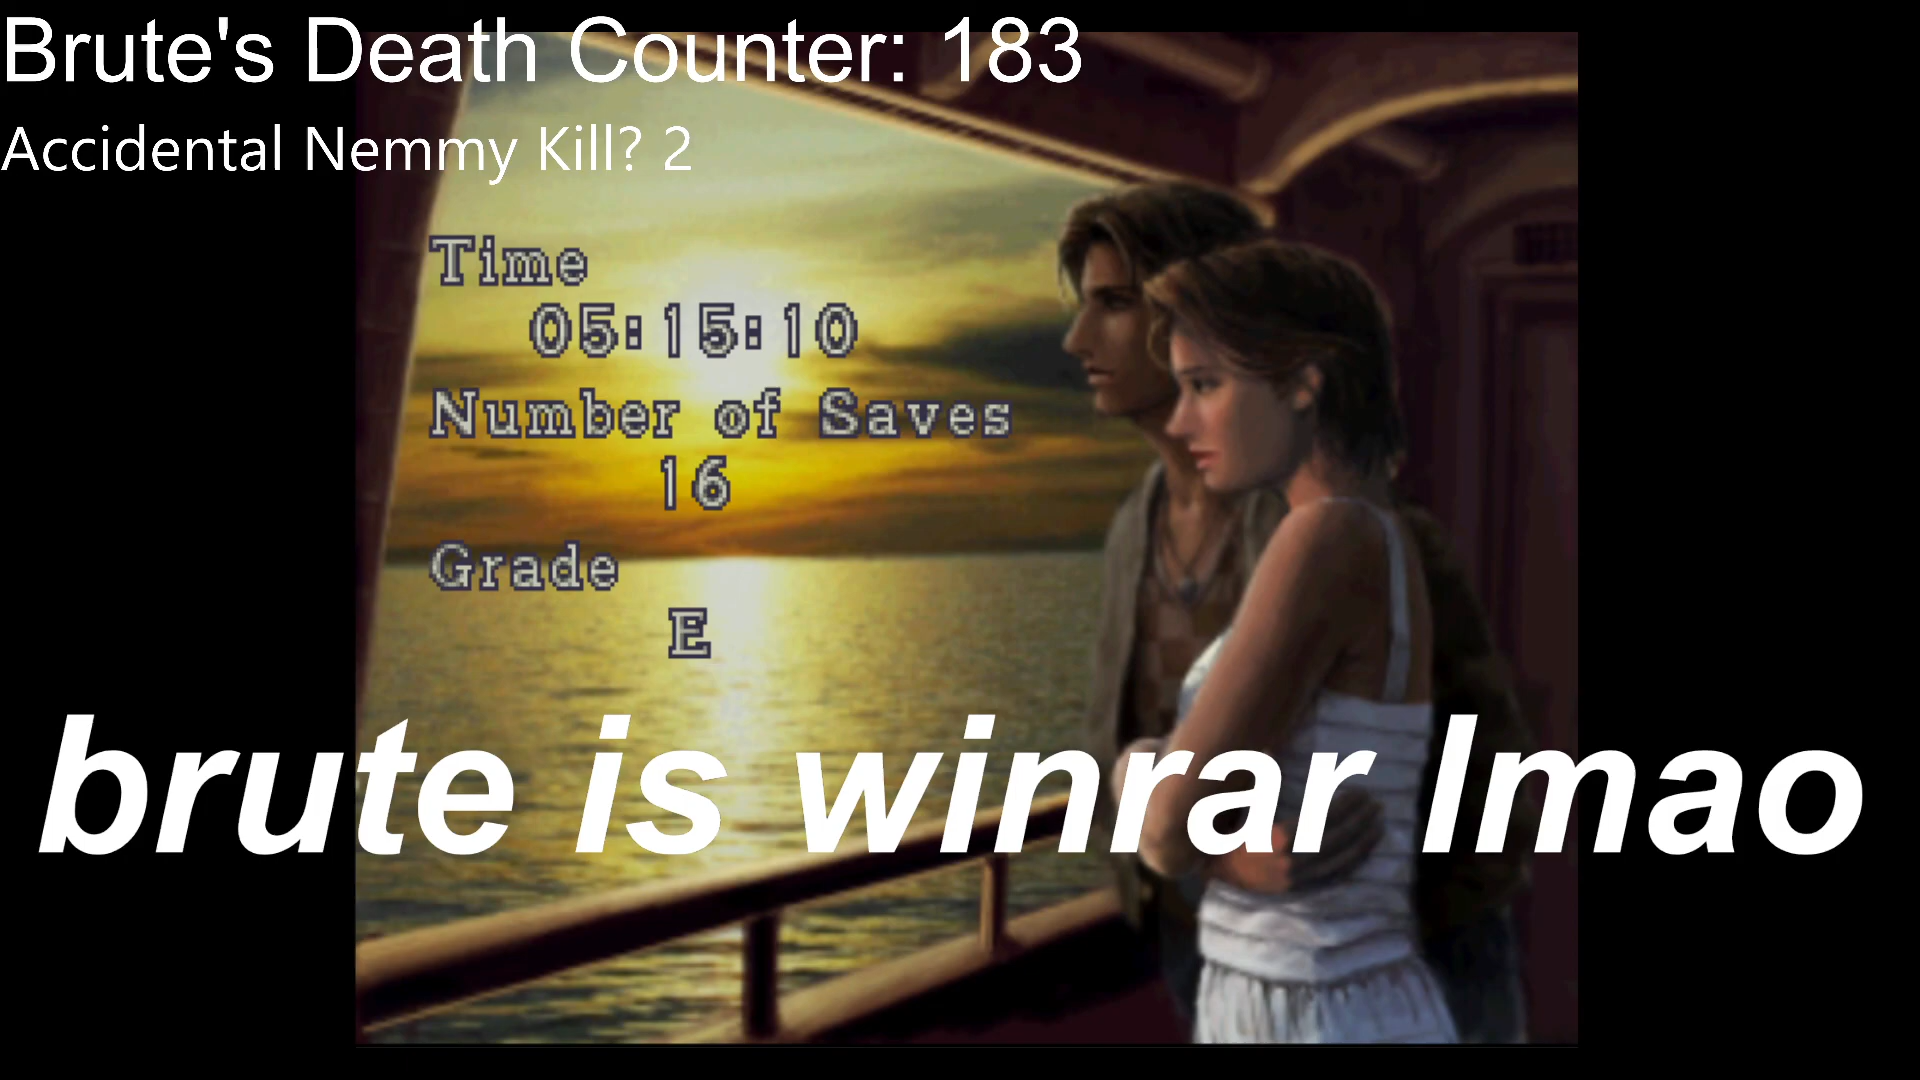 Brute's Death Counter: 183
Accidental Nemmy Kill? 2
Time
05:15:10
Number of Saves
16
Grade
E
brute is winrar lmao